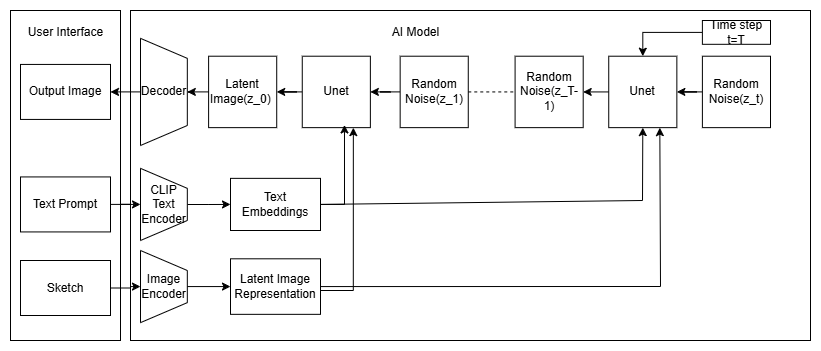 User Interface
AI Model
Time step
t=T
Output Image
Decoder
Latent
Image(z_0)
Unet
Random
Noise(z_1)
Random
Noise(z_T-
1)
Unet
Random
Noise(z_t)
Text Prompt
CLIP
Text
Encoder
Text
Embeddings
Sketch
Image
Encoder
Latent Image
Representation